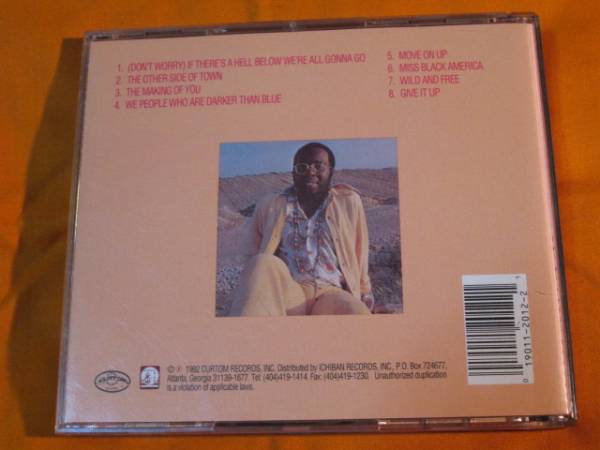 1. (DON'T WORRY) IF THERE'S A HELL BELOW WE'RE ALL GONNA GO
2. THE OTHER SIDE OF TOWN
3. THE MAKING OF YOU
4. WE PEOPLE WHO ARE DARKER THAN BLUE
5. MOVE ON UP
6. MISS BLACK AMERICA
7. WILD AND FREE
8. GIVE IT UP
© ℗ 1992 CURTOM RECORDS, INC. Distributed by ICHIBAN RECORDS, INC., P.O. Box 724677,
Atlanta, Georgia 31139-1677. Tel: (404)419-1414. Fax: (404)419-1230. Unauthorized duplication
is a violation of applicable laws.
0 19011-2012-2 5